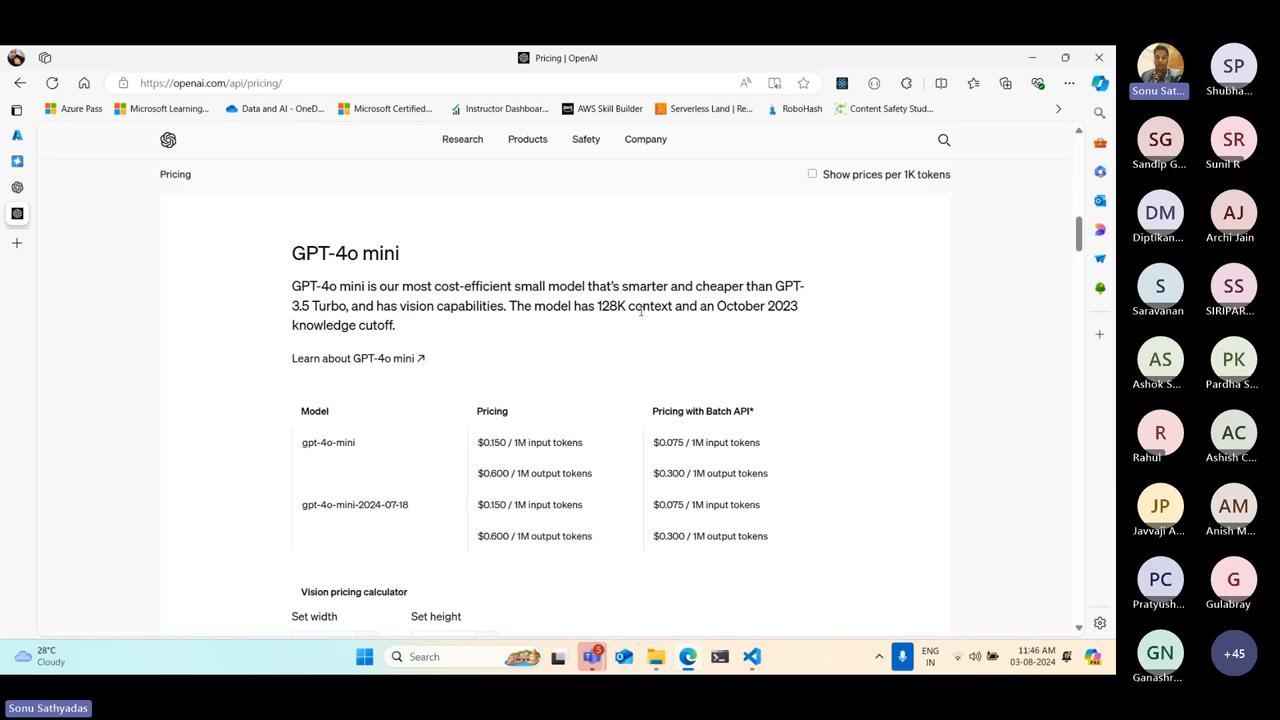 Pricing | OpenAI
https://openai.com/api/pricing/
Azure Pass
Microsoft Learning...
Data and AI - OneD...
Microsoft Certified...
Instructor Dashboar...
AWS Skill Builder
Serverless Land | Re...
RoboHash
Content Safety Stud...
Research
Products
Safety
Company
Pricing
Show prices per 1K tokens
GPT-4o mini
GPT-4o mini is our most cost-efficient small model that's smarter and cheaper than GPT-
3.5 Turbo, and has vision capabilities. The model has 128K context and an October 2023
knowledge cutoff.
Learn about GPT-4o mini ↗
Model Pricing Pricing with Batch API*
gpt-4o-mini $0.150 / 1M input tokens $0.075 / 1M input tokens
$0.600 / 1M output tokens $0.300 / 1M output tokens
gpt-4o-mini-2024-07-18 $0.150 / 1M input tokens $0.075 / 1M input tokens
$0.600 / 1M output tokens $0.300 / 1M output tokens
Vision pricing calculator
Set width Set height
28°C
Cloudy
Search
5
ENG
IN
11:46 AM
03-08-2024
Sonu Sathyadas
Sonu Sat...
SP
Shubha...
SG
Sandip G...
SR
Sunil R
DM
Diptikan...
AJ
Archi Jain
S
Saravanan
SS
SIRIPAR...
AS
Ashok S...
PK
Pardha S...
R
Rahul
AC
Ashish C...
JP
Javvaji A...
AM
Anish M...
PC
Pratyush...
G
Gulabray
GN
Ganashr...
+45